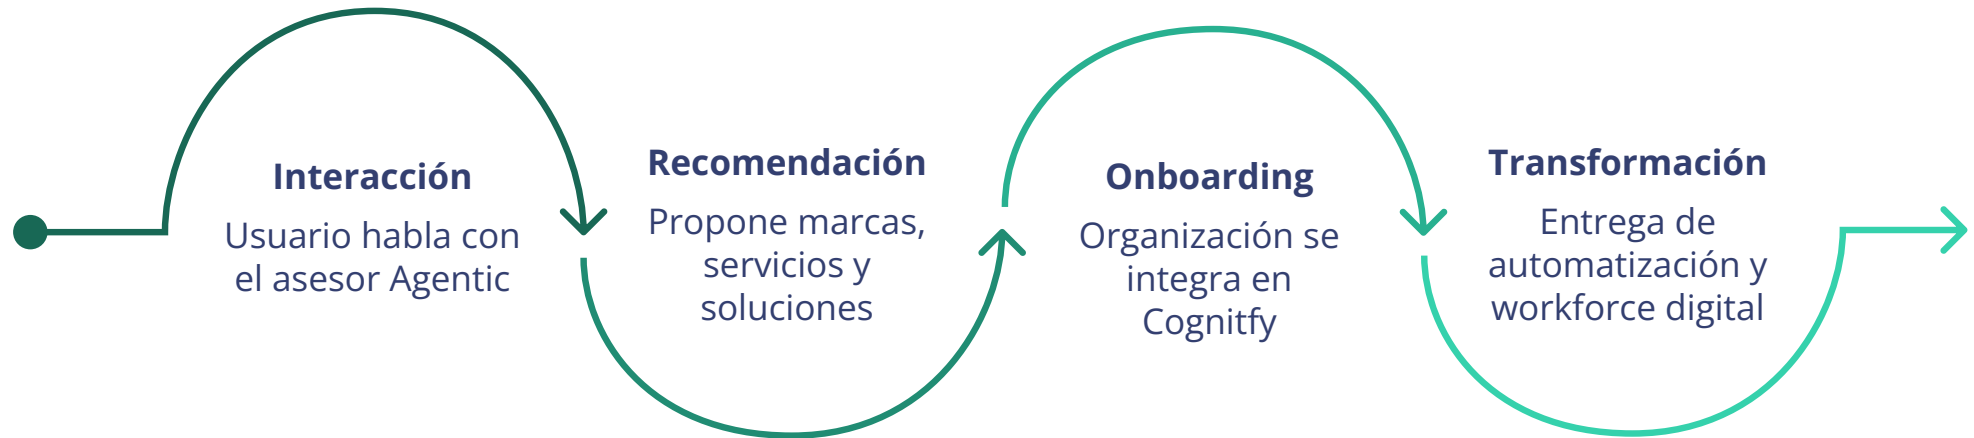 Interacción
Usuario habla con
el asesor Agentic
Recomendación
Propone marcas,
servicios y
soluciones
Onboarding
Organización se
integra en
Cognitfy
Transformación
Entrega de
automatización y
workforce digital